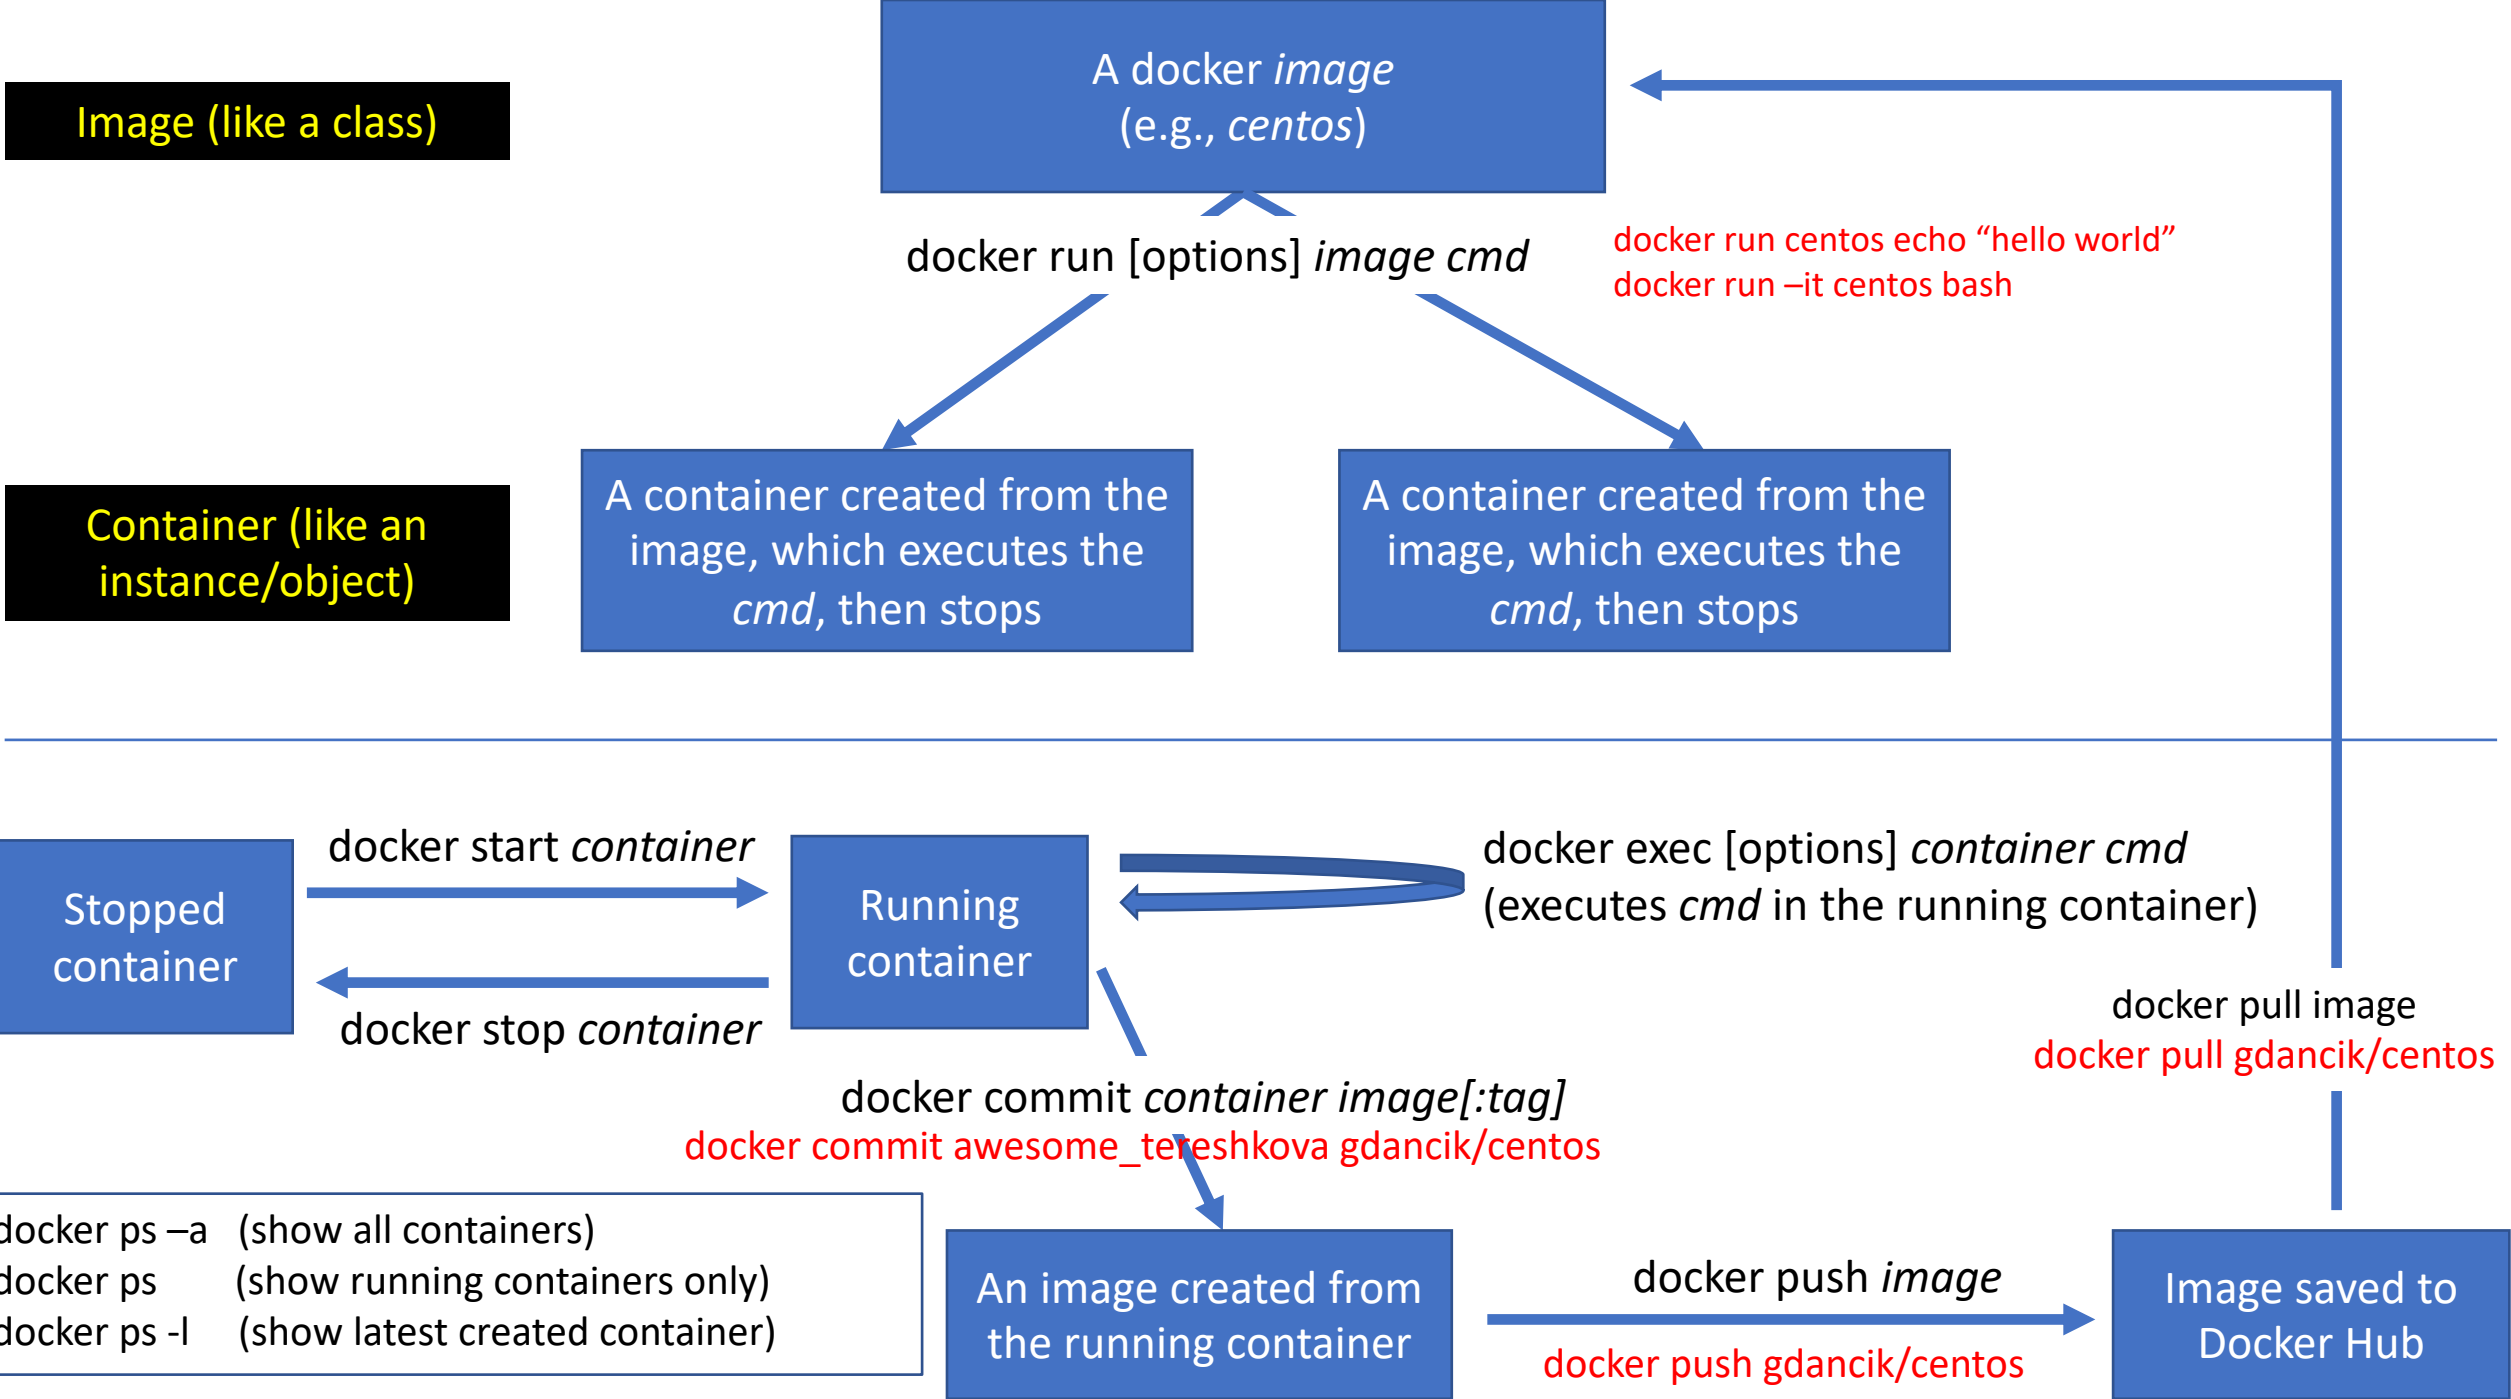 A docker image
(e.g., centos)
Image (like a class)
docker run [options] image cmd
docker run centos echo “hello world”
docker run –it centos bash
Container (like an
instance/object)
A container created from the
image, which executes the
cmd, then stops
A container created from the
image, which executes the
cmd, then stops
Stopped
container
docker start container
docker stop container
Running
container
docker exec [options] container cmd
(executes cmd in the running container)
docker pull image
docker pull gdancik/centos
docker commit container image[:tag]
docker commit awesome_tereshkova gdancik/centos
docker ps –a (show all containers)
docker ps (show running containers only)
docker ps -l (show latest created container)
An image created from
the running container
docker push image
docker push gdancik/centos
Image saved to
Docker Hub